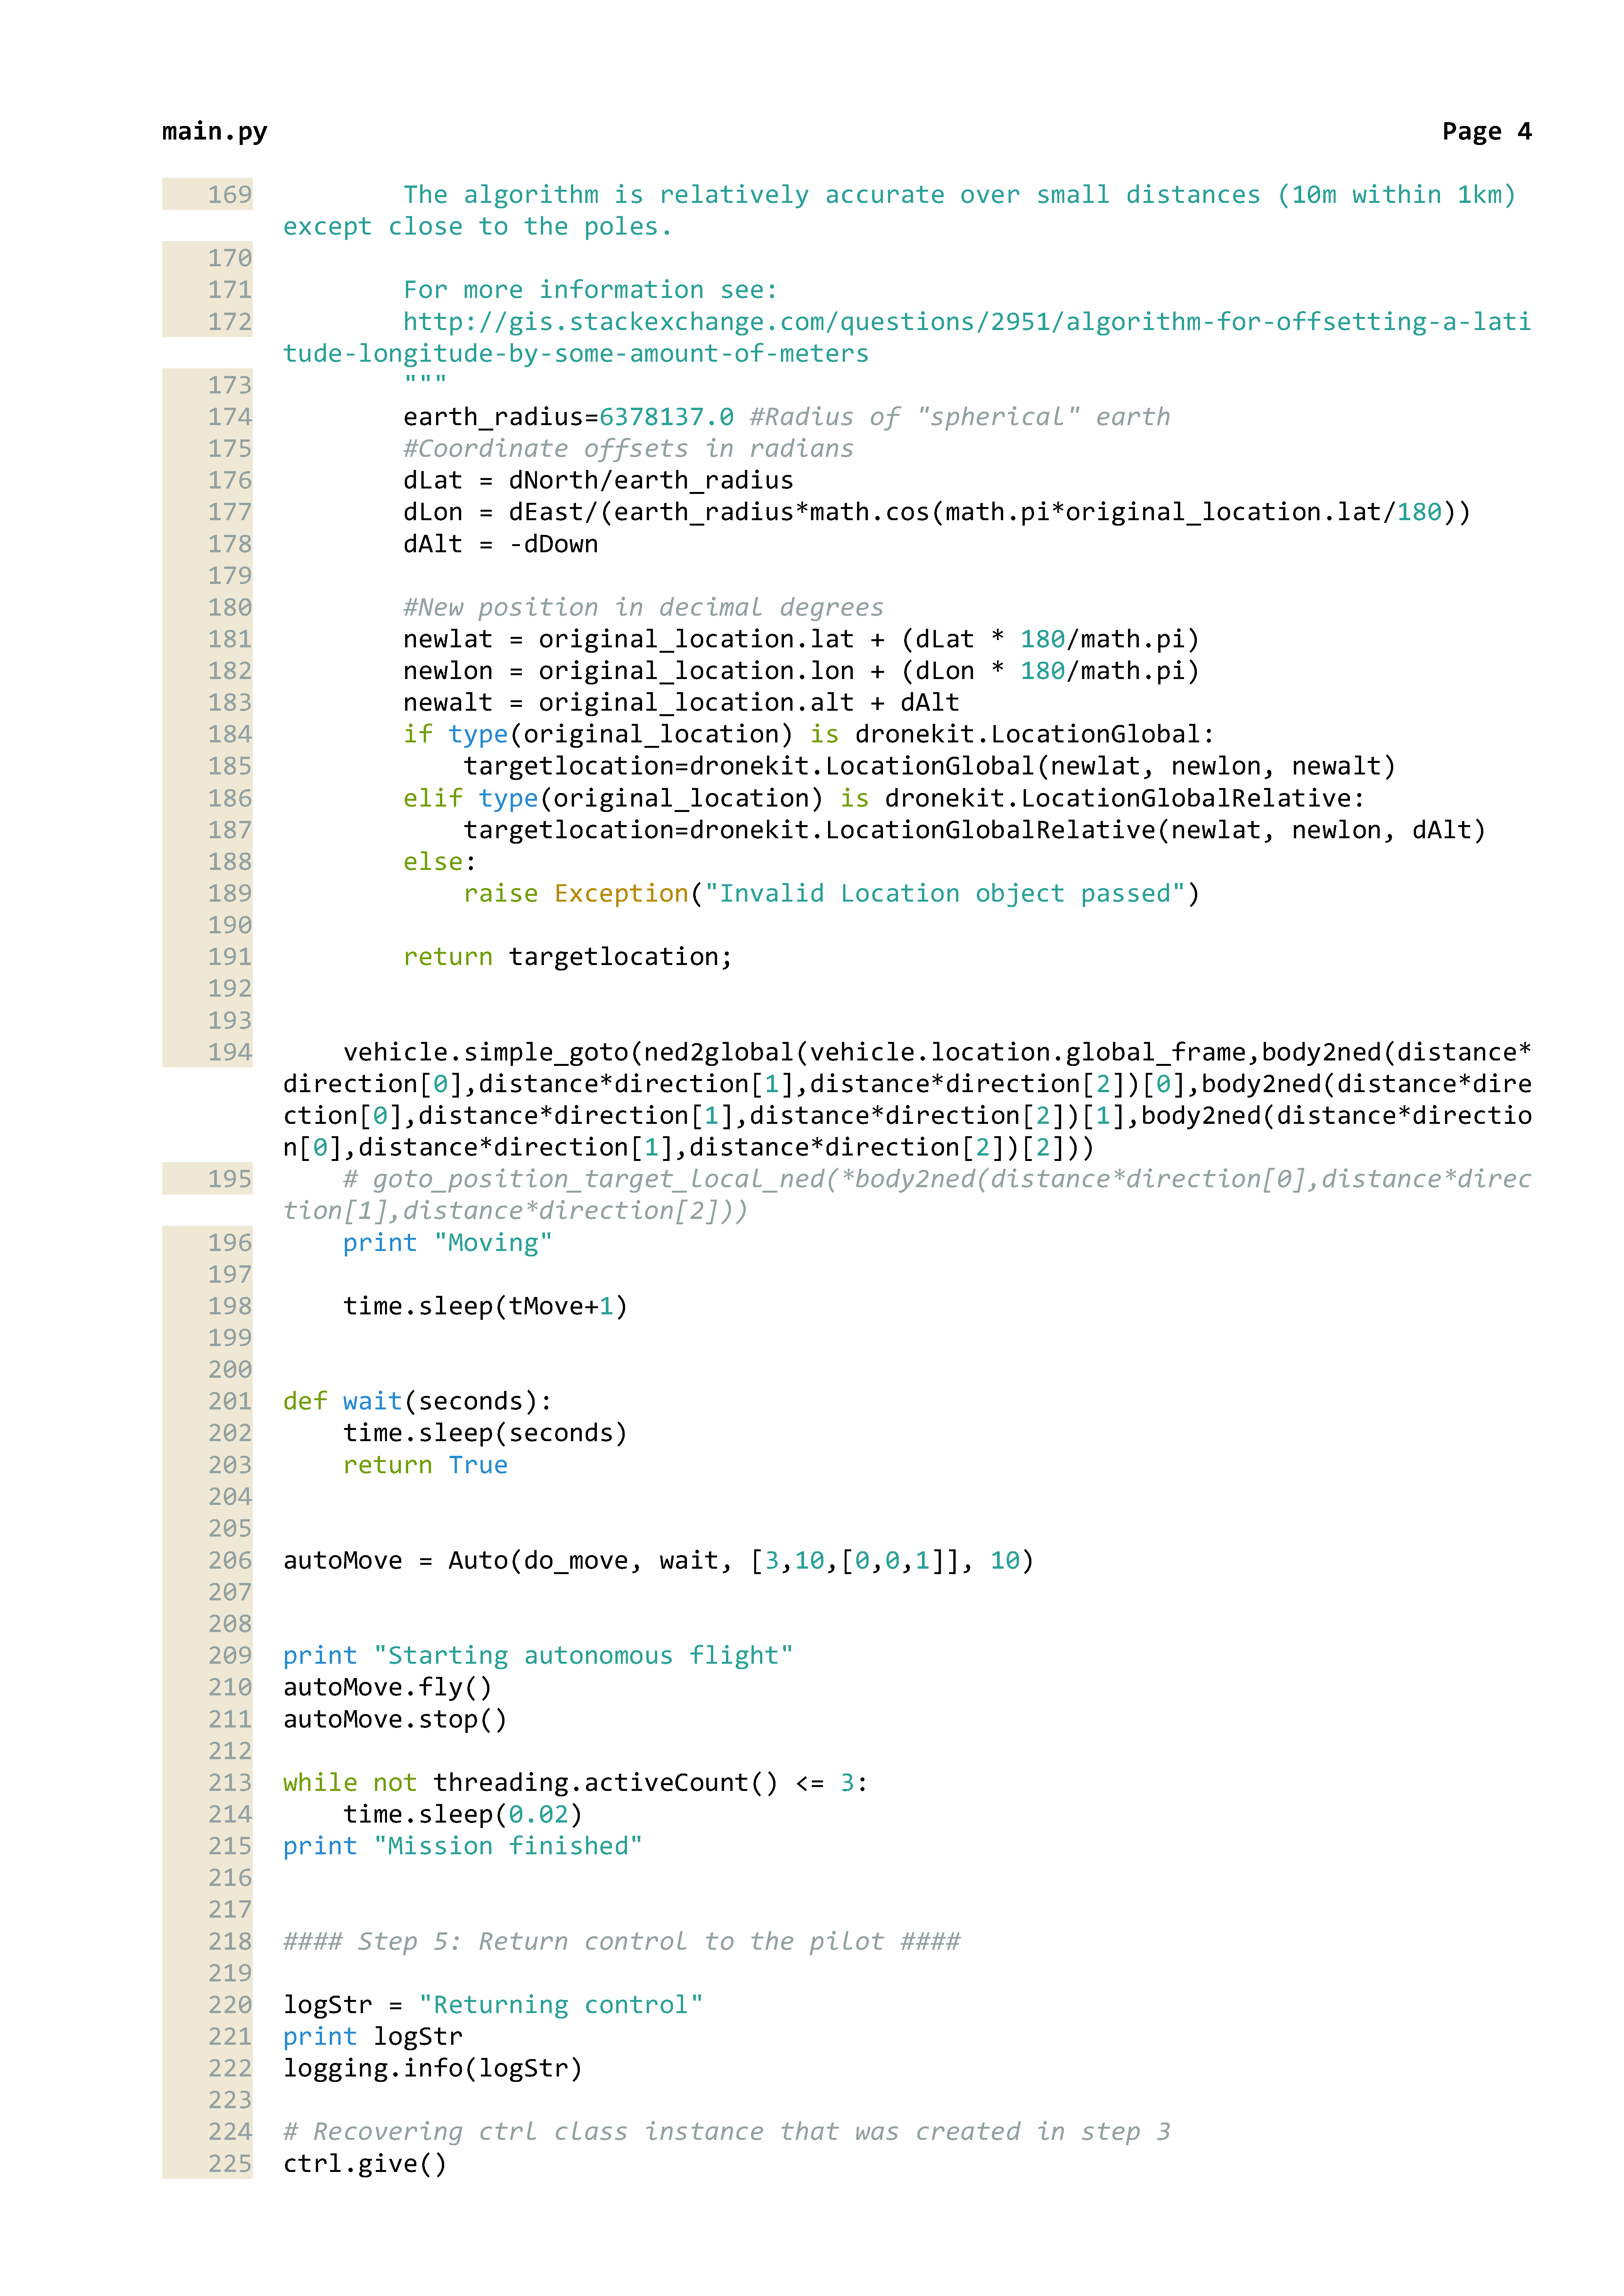 main.py Page 4
169 The algorithm is relatively accurate over small distances (10m within 1km)
except close to the poles.
170
171 For more information see:
172 http://gis.stackexchange.com/questions/2951/algorithm-for-offsetting-a-lati
tude-longitude-by-some-amount-of-meters
173 """
174 earth_radius=6378137.0 #Radius of "spherical" earth
175 #Coordinate offsets in radians
176 dLat = dNorth/earth_radius
177 dLon = dEast/(earth_radius*math.cos(math.pi*original_location.lat/180))
178 dAlt = -dDown
179
180 #New position in decimal degrees
181 newlat = original_location.lat + (dLat * 180/math.pi)
182 newlon = original_location.lon + (dLon * 180/math.pi)
183 newalt = original_location.alt + dAlt
184 if type(original_location) is dronekit.LocationGlobal:
185 targetlocation=dronekit.LocationGlobal(newlat, newlon, newalt)
186 elif type(original_location) is dronekit.LocationGlobalRelative:
187 targetlocation=dronekit.LocationGlobalRelative(newlat, newlon, dAlt)
188 else:
189 raise Exception("Invalid Location object passed")
190
191 return targetlocation;
192
193
194 vehicle.simple_goto(ned2global(vehicle.location.global_frame,body2ned(distance*
direction[0],distance*direction[1],distance*direction[2])[0],body2ned(distance*dire
ction[0],distance*direction[1],distance*direction[2])[1],body2ned(distance*directio
n[0],distance*direction[1],distance*direction[2])[2]))
195 # goto_position_target_local_ned(*body2ned(distance*direction[0],distance*direc
tion[1],distance*direction[2]))
196 print "Moving"
197
198 time.sleep(tMove+1)
199
200
201 def wait(seconds):
202 time.sleep(seconds)
203 return True
204
205
206 autoMove = Auto(do_move, wait, [3,10,[0,0,1]], 10)
207
208
209 print "Starting autonomous flight"
210 autoMove.fly()
211 autoMove.stop()
212
213 while not threading.activeCount() <= 3:
214 time.sleep(0.02)
215 print "Mission finished"
216
217
218 #### Step 5: Return control to the pilot ####
219
220 logStr = "Returning control"
221 print logStr
222 logging.info(logStr)
223
224 # Recovering ctrl class instance that was created in step 3
225 ctrl.give()